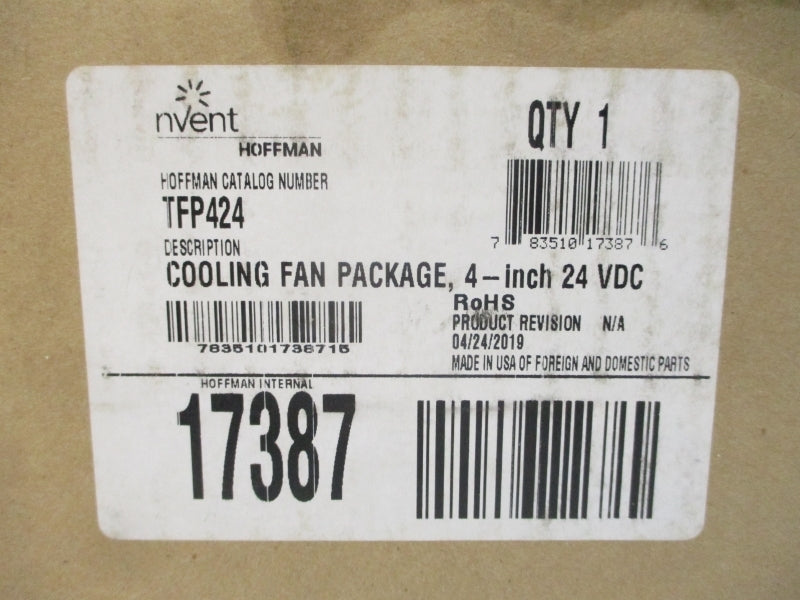 nVent
HOFFMAN
QTY 1
HOFFMAN CATALOG NUMBER
TFP424
7 83510 17387 6
DESCRIPTION
COOLING FAN PACKAGE, 4-inch 24 VDC
RoHS
PRODUCT REVISION N/A
7835101738715
04/24/2019
MADE IN USA OF FOREIGN AND DOMESTIC PARTS
HOFFMAN INTERNAL
17387